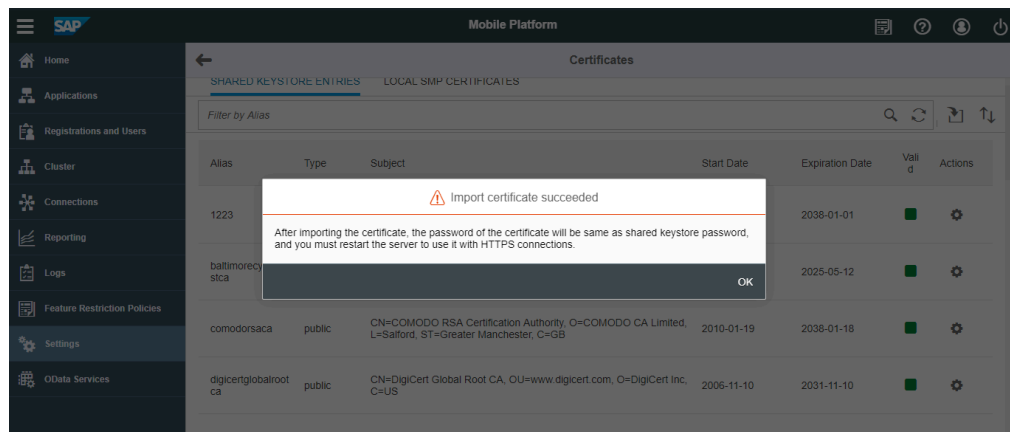 SAP
Mobile Platform
Home
Certificates
SHARED KEYSTORE ENTRIES LOCAL SMP CERTIFICATES
Applications
Filter by Alias
Registrations and Users
Cluster
Alias Type Subject Start Date Expiration Date Vali
d Actions
Connections
Import certificate succeeded
1223 2038-01-01
After importing the certificate, the password of the certificate will be same as shared keystore password,
and you must restart the server to use it with HTTPS connections.
Reporting
Logs
baltimorecy
stca 2025-05-12
OK
Feature Restriction Policies
comodorsaca public CN=COMODO RSA Certification Authority, O=COMODO CA Limited,
L=Salford, ST=Greater Manchester, C=GB 2010-01-19 2038-01-18
Settings
OData Services
digicertglobalroot
ca public CN=DigiCert Global Root CA, OU=www.digicert.com, O=DigiCert Inc,
C=US 2006-11-10 2031-11-10